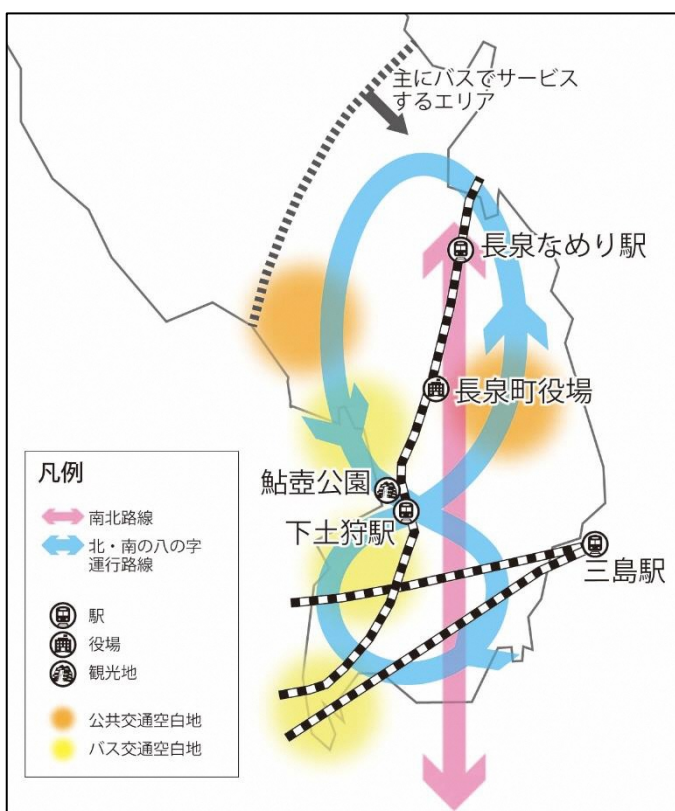 主にバスでサービス
するエリア
長泉なめり駅
長泉町役場
鮎壺公園
下土狩駅
三島駅
凡例
南北路線
北・南の八の字
運行路線
駅
役場
観光地
公共交通空白地
バス交通空白地